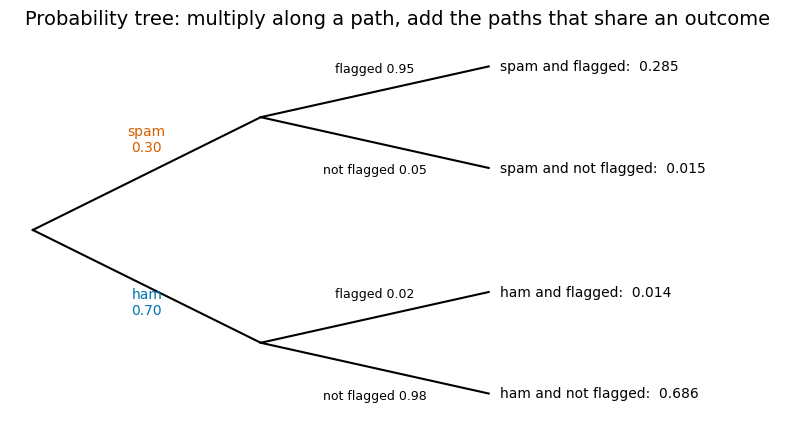 Probability tree: multiply along a path, add the paths that share an outcome
flagged 0.95
spam and flagged:  0.285
spam
0.30
not flagged 0.05
spam and not flagged:  0.015
ham
0.70
flagged 0.02
ham and flagged:  0.014
not flagged 0.98
ham and not flagged:  0.686